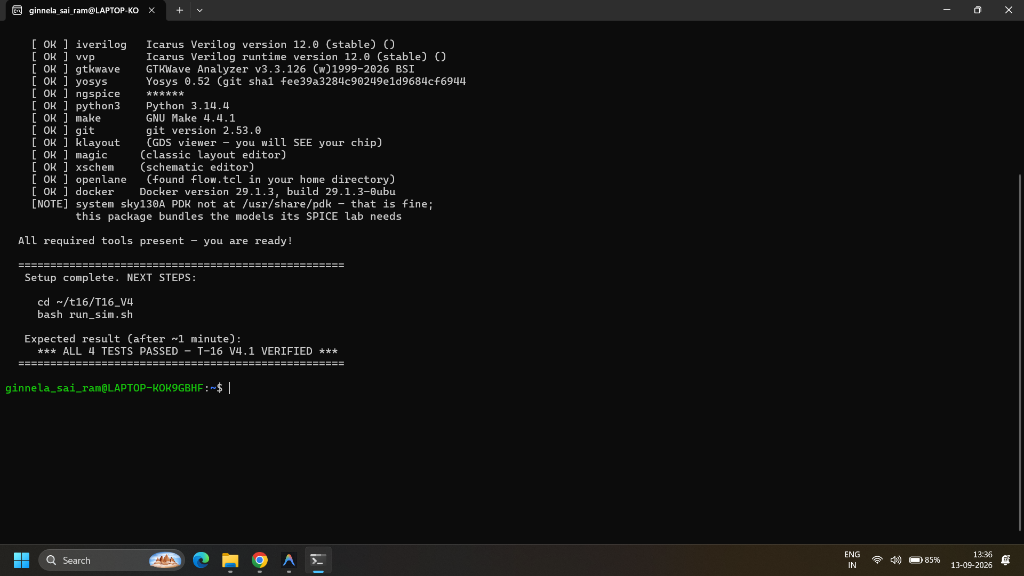 ginnela_sai_ram@LAPTOP-KO
[ OK ] iverilog   Icarus Verilog version 12.0 (stable) ()
[ OK ] vvp        Icarus Verilog runtime version 12.0 (stable) ()
[ OK ] gtkwave    GTKWave Analyzer v3.3.126 (w)1999-2026 BSI
[ OK ] yosys      Yosys 0.52 (git sha1 fee39a3284c90249e1d9684cf6944
[ OK ] ngspice    ******
[ OK ] python3    Python 3.14.4
[ OK ] make       GNU Make 4.4.1
[ OK ] git        git version 2.53.0
[ OK ] klayout    (GDS viewer — you will SEE your chip)
[ OK ] magic     (classic layout editor)
[ OK ] xschem    (schematic editor)
[ OK ] openlane   (found flow.tcl in your home directory)
[ OK ] docker    Docker version 29.1.3, build 29.1.3-0ubu
[NOTE] system sky130A PDK not at /usr/share/pdk — that is fine;
this package bundles the models its SPICE lab needs
All required tools present — you are ready!
====================================================
Setup complete. NEXT STEPS:
cd ~/t16/T16_V4
bash run_sim.sh
Expected result (after ~1 minute):
*** ALL 4 TESTS PASSED — T-16 V4.1 VERIFIED ***
====================================================
ginnela_sai_ram@LAPTOP-KOK9GBHF:~$
Search
ENG
IN
85%
13:36
13-09-2026